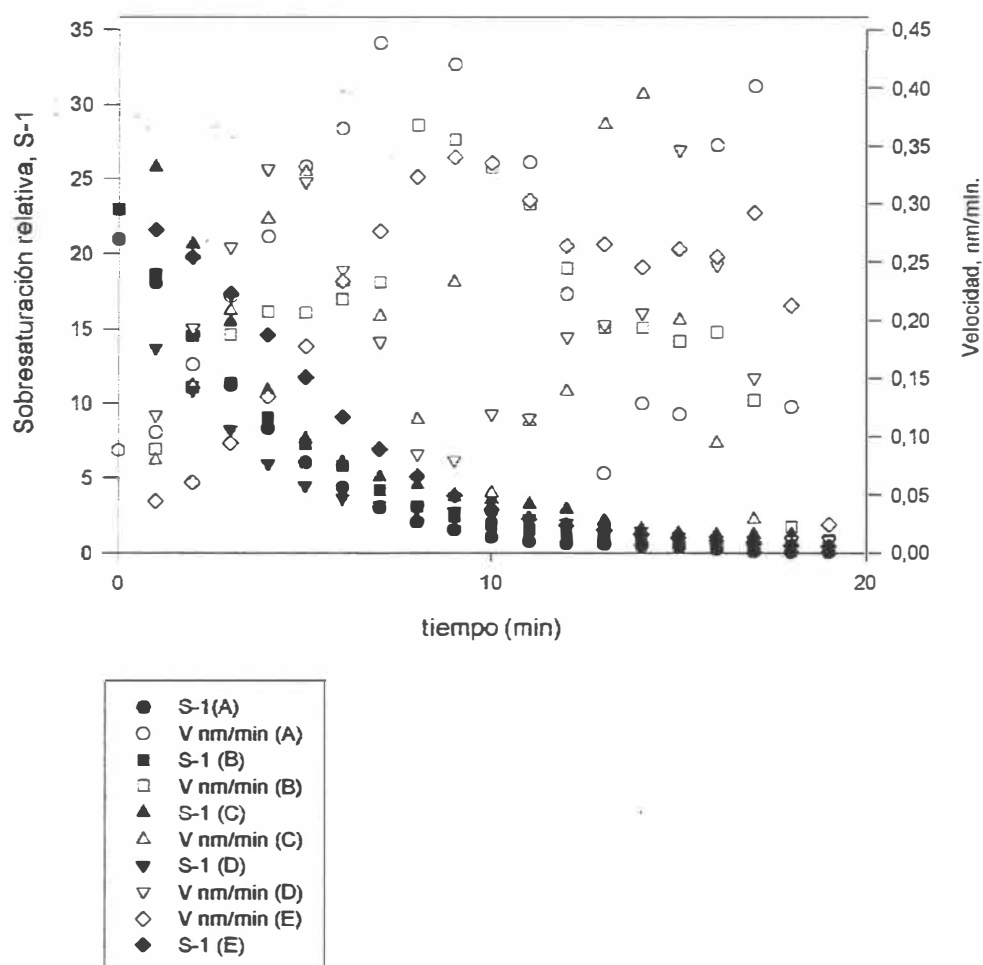 35
30
25
20
15
10
5
0
Sobresaturación relativa, S-1
0,45
0,40
0,35
0,30
0,25
0,20
0,15
0,10
0,05
0,00
Velocidad, nm/min.
0
10
20
tiempo (min)
S-1(A)
V nm/min (A)
S-1 (B)
V nm/min (B)
S-1 (C)
V nm/min (C)
S-1 (D)
V nm/min (D)
V nm/min (E)
S-1 (E)